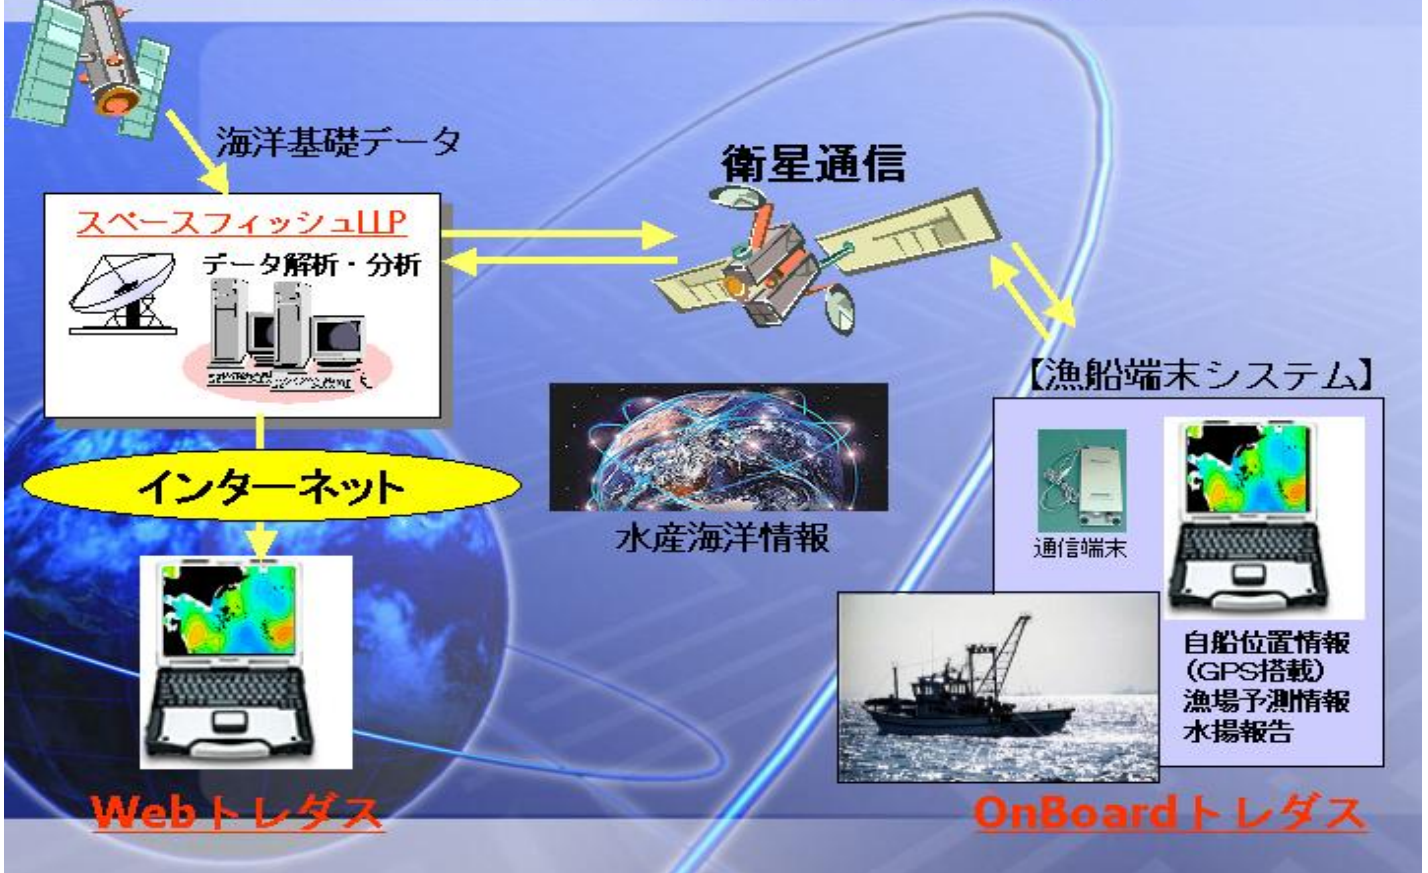 海洋基礎データ
スペースフィッシュLLP
データ解析・分析
衛星通信
インターネット
水産海洋情報
Webトレダス
【漁船端末システム】
通信端末
自船位置情報
(GPS搭載)
漁場予測情報
水揚報告
OnBoardトレダス